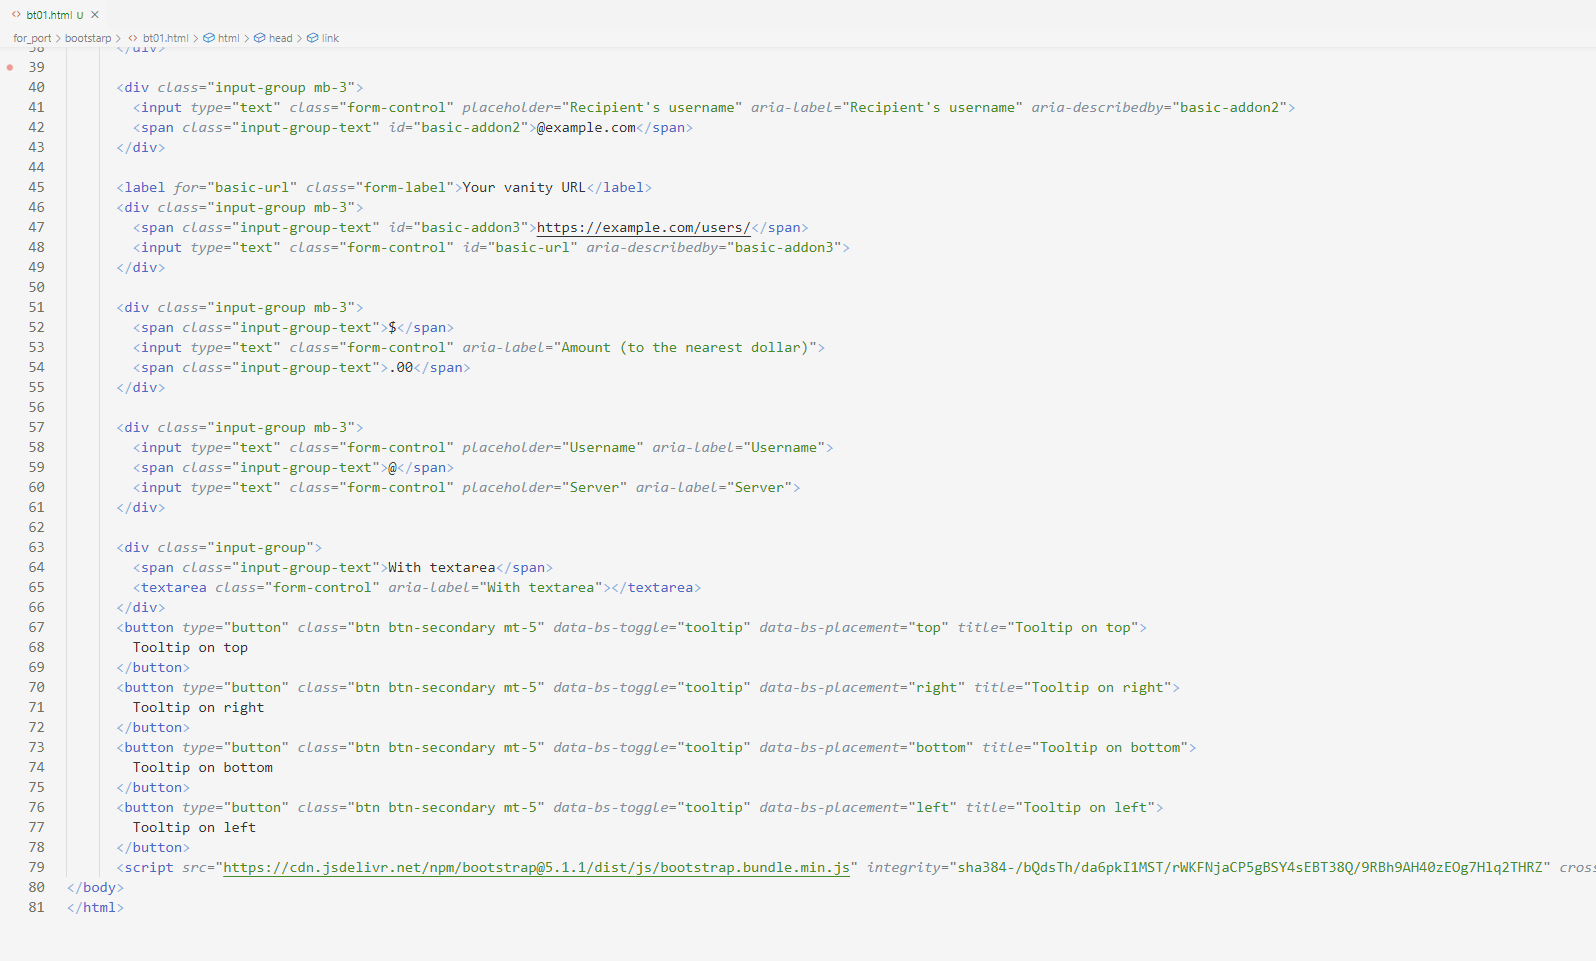 bt01.html U
for_port > bootstarp > bt01.html > html > head > link
38 </div>
39
40 <div class="input-group mb-3">
41 <input type="text" class="form-control" placeholder="Recipient's username" aria-label="Recipient's username" aria-describedby="basic-addon2">
42 <span class="input-group-text" id="basic-addon2">@example.com</span>
43 </div>
44
45 <label for="basic-url" class="form-label">Your vanity URL</label>
46 <div class="input-group mb-3">
47 <span class="input-group-text" id="basic-addon3">https://example.com/users/</span>
48 <input type="text" class="form-control" id="basic-url" aria-describedby="basic-addon3">
49 </div>
50
51 <div class="input-group mb-3">
52 <span class="input-group-text">$</span>
53 <input type="text" class="form-control" aria-label="Amount (to the nearest dollar)">
54 <span class="input-group-text">.00</span>
55 </div>
56
57 <div class="input-group mb-3">
58 <input type="text" class="form-control" placeholder="Username" aria-label="Username">
59 <span class="input-group-text">@</span>
60 <input type="text" class="form-control" placeholder="Server" aria-label="Server">
61 </div>
62
63 <div class="input-group">
64 <span class="input-group-text">With textarea</span>
65 <textarea class="form-control" aria-label="With textarea"></textarea>
66 </div>
67 <button type="button" class="btn btn-secondary mt-5" data-bs-toggle="tooltip" data-bs-placement="top" title="Tooltip on top">
68 Tooltip on top
69 </button>
70 <button type="button" class="btn btn-secondary mt-5" data-bs-toggle="tooltip" data-bs-placement="right" title="Tooltip on right">
71 Tooltip on right
72 </button>
73 <button type="button" class="btn btn-secondary mt-5" data-bs-toggle="tooltip" data-bs-placement="bottom" title="Tooltip on bottom">
74 Tooltip on bottom
75 </button>
76 <button type="button" class="btn btn-secondary mt-5" data-bs-toggle="tooltip" data-bs-placement="left" title="Tooltip on left">
77 Tooltip on left
78 </button>
79 <script src="https://cdn.jsdelivr.net/npm/bootstrap@5.1.1/dist/js/bootstrap.bundle.min.js" integrity="sha384-/bQdsTh/da6pkI1MST/rWKFNjaCP5gBSY4sEBT38Q/9RBh9AH40zEOg7Hlq2THRZ" cross
80 </body>
81 </html>